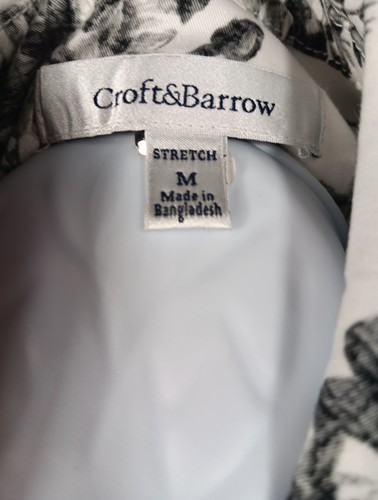 Croft&Barrow
STRETCH
M
Made in
Bangladesh